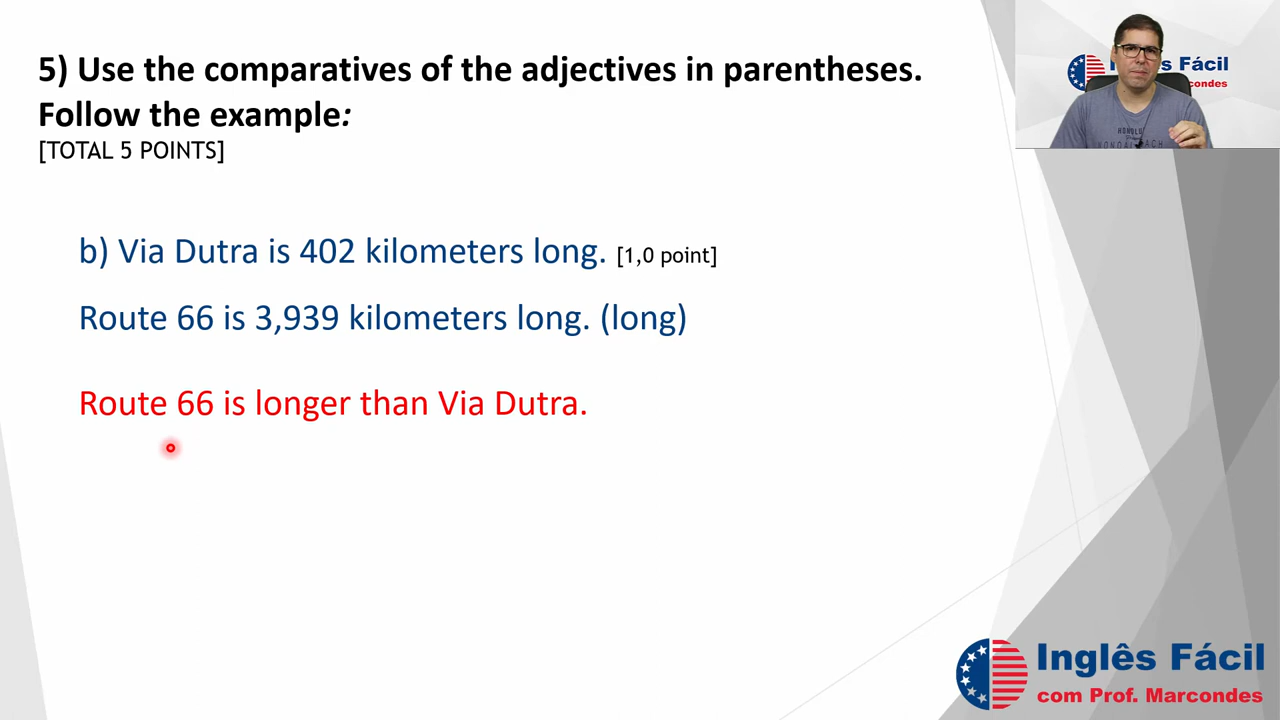 5) Use the comparatives of the adjectives in parentheses.
Follow the example:
[TOTAL 5 POINTS]
b) Via Dutra is 402 kilometers long. [1,0 point]
Route 66 is 3,939 kilometers long. (long)
Route 66 is longer than Via Dutra.
s Fácil
condes
Inglês Fácil
com Prof. Marcondes